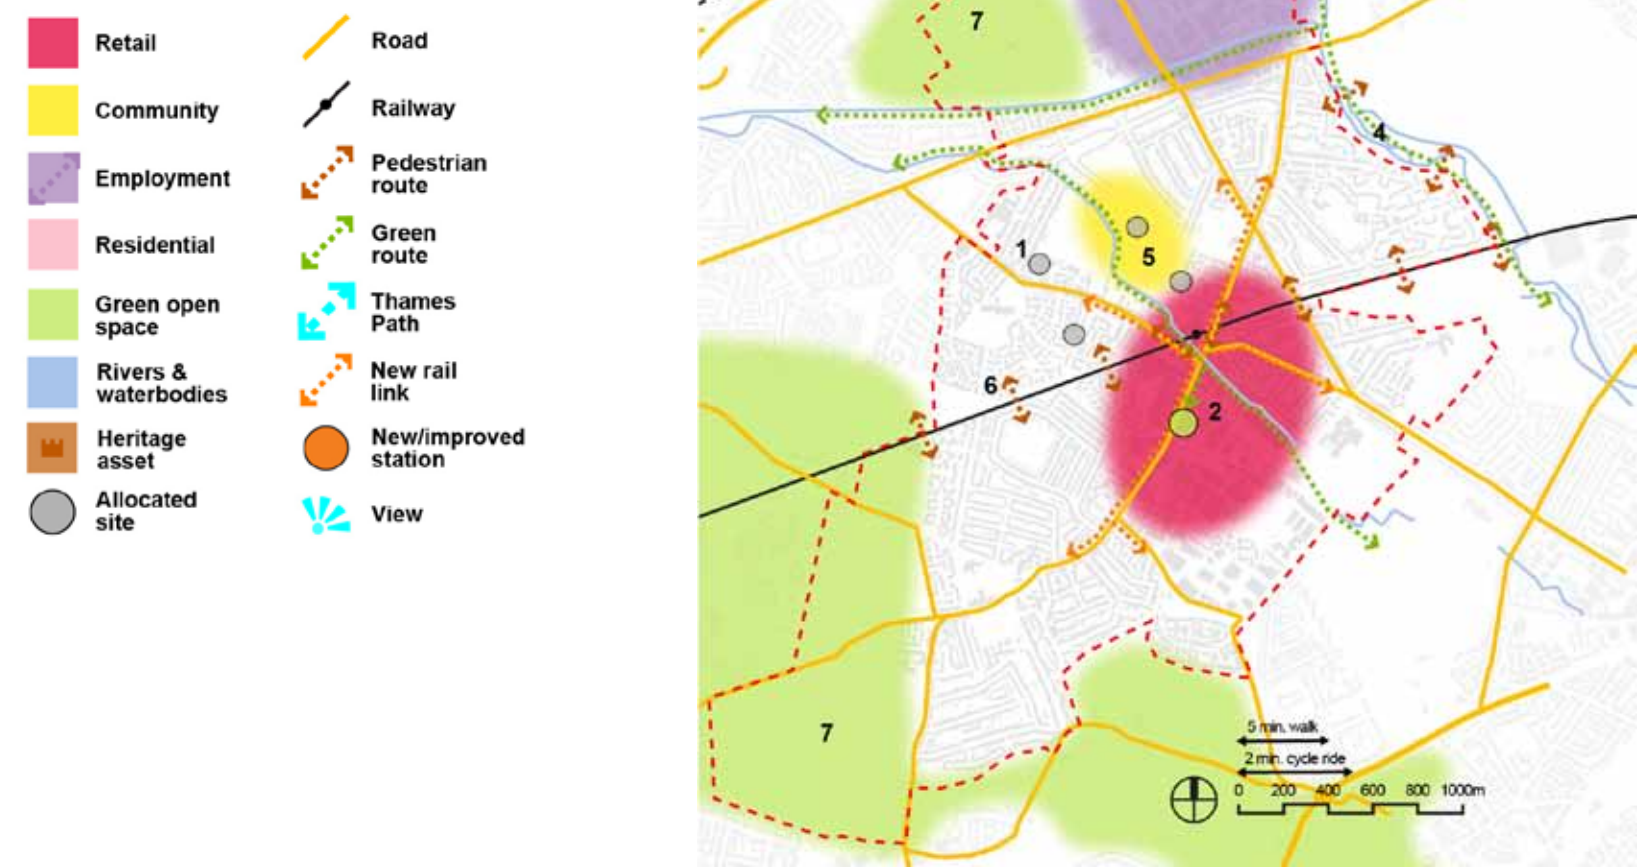 Retail
Community
Employment
Residential
Green open
space
Rivers &
waterbodies
Heritage
asset
Allocated
site
Road
Railway
Pedestrian
route
Green
route
Thames
Path
New rail
link
New/improved
station
View
7
4
1
5
6
2
7
5 min. walk
2 min. cycle ride
0 200 400 600 800 1000m